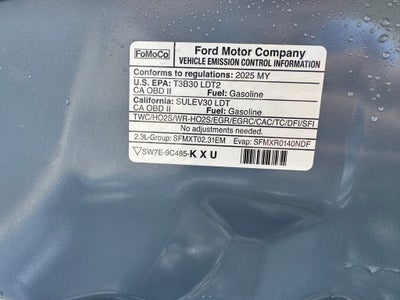 FoMoCo
Ford Motor Company
VEHICLE EMISSION CONTROL INFORMATION
Conforms to regulations: 2025 MY
U.S. EPA: T3B30 LDT2
CA OBD II Fuel: Gasoline
California: SULEV30 LDT
CA OBD II Fuel: Gasoline
TWC/HO2S/WR-HO2S/EGR/EGRC/CAC/TC/DFI/SFI
No adjustments needed.
2.3L-Group: SFMXT02.31EM Evap: SFMXR0140NDF
SW7E-9C485-KXU